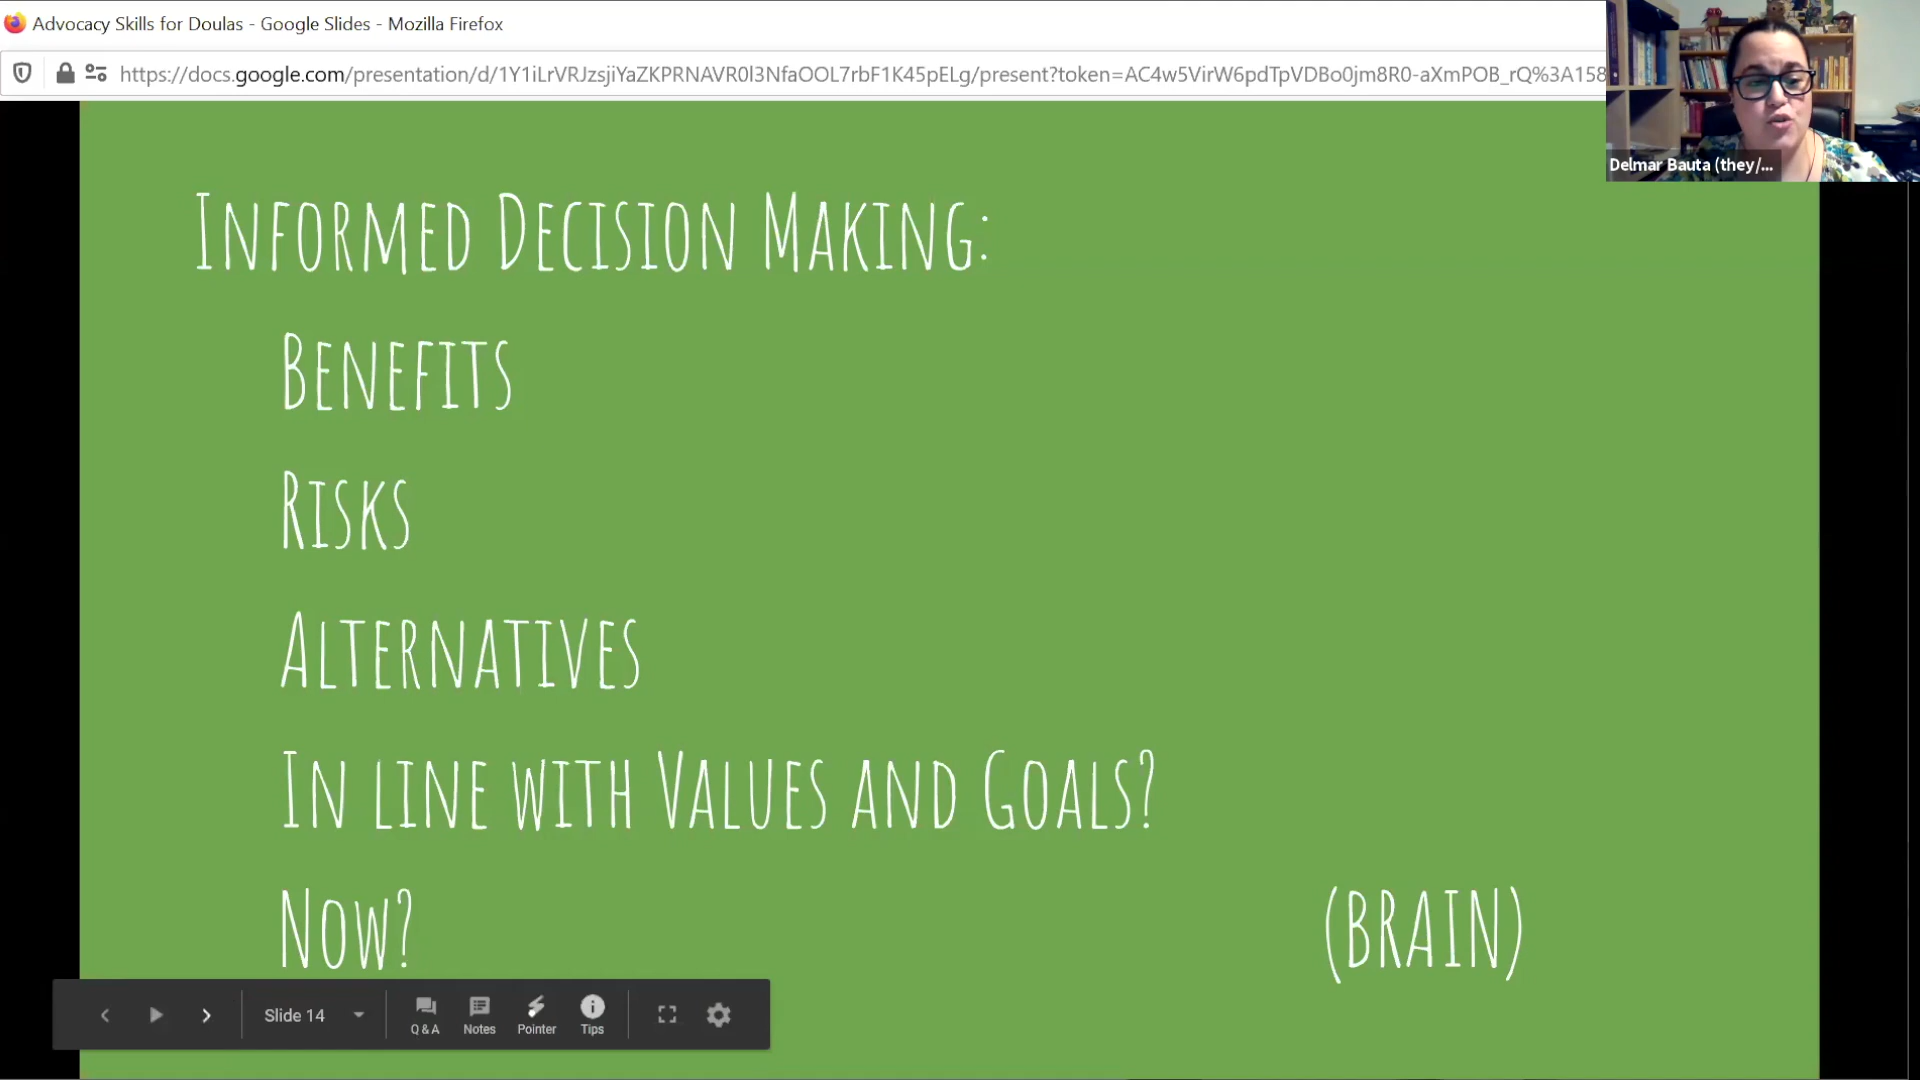 Advocacy Skills for Doulas - Google Slides - Mozilla Firefox
https://docs.google.com/presentation/d/1Y1iLrVRJzsjiYaZKPRNAVR0l3NfaOOL7rbF1K45pELg/present?token=AC4w5VirW6pdTpVDBo0jm8R0-aXmPOB_rQ%3A158
Delmar Bauta (they/...
INFORMED DECISION MAKING:
BENEFITS
RISKS
ALTERNATIVES
IN LINE WITH VALUES AND GOALS?
NOW?
(BRAIN)
Slide 14
Q & A
Notes
Pointer
Tips